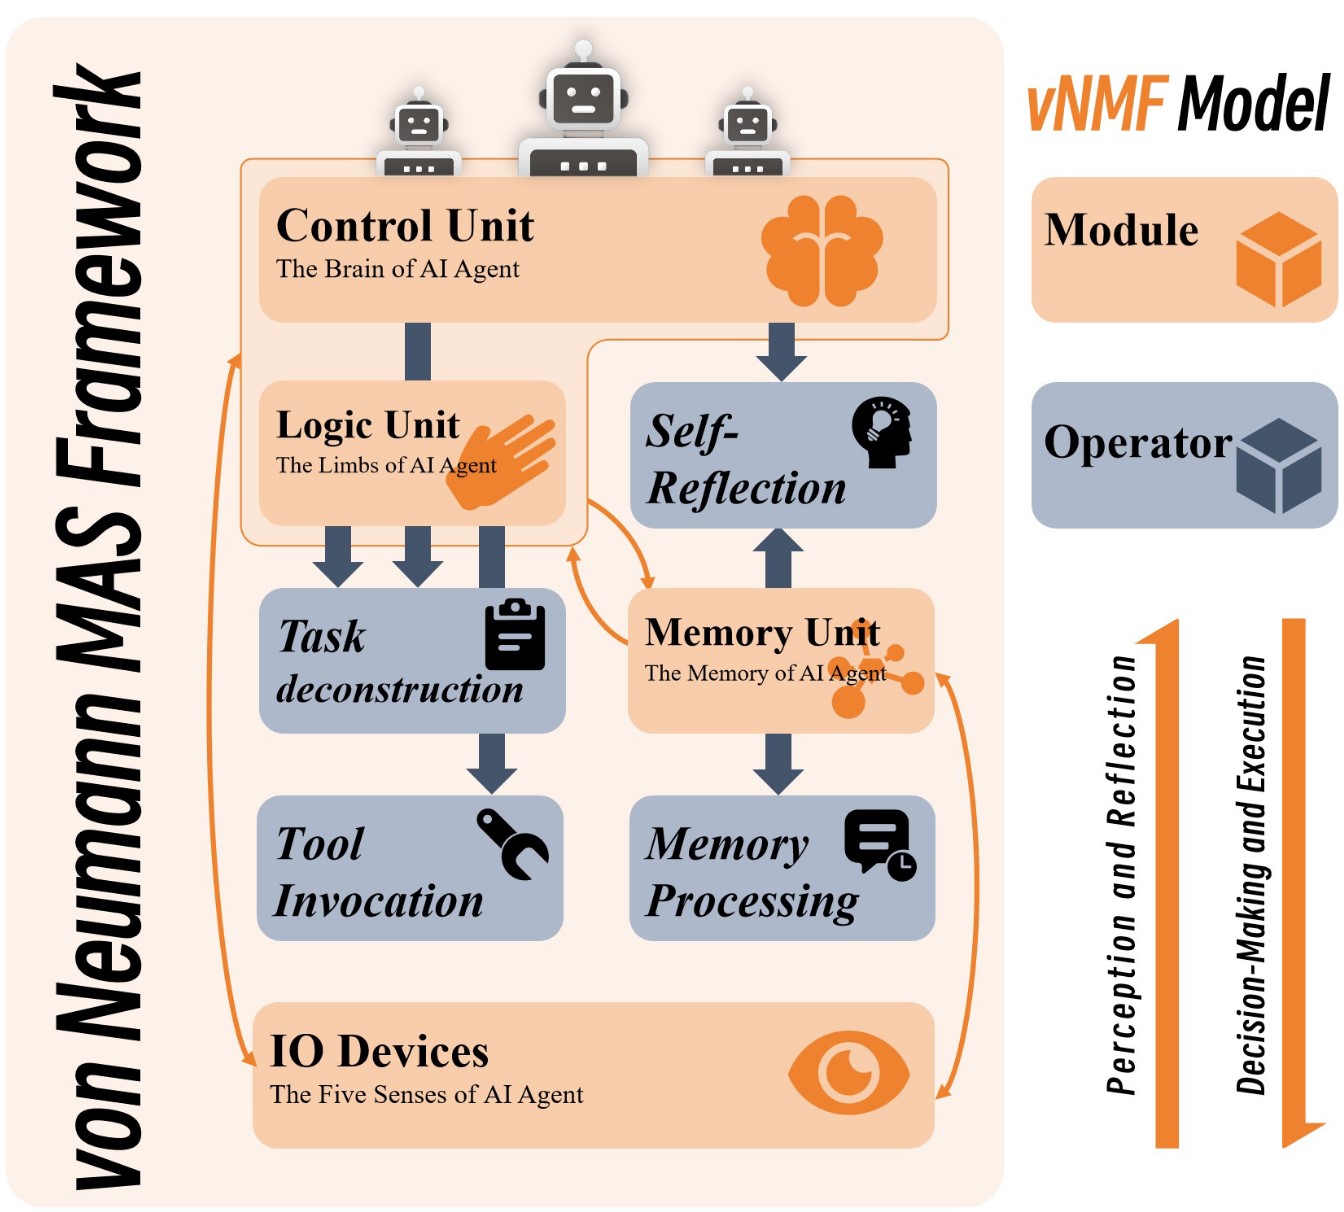 von Neumann MAS Framework
Control Unit
The Brain of AI Agent
Logic Unit
The Limbs of AI Agent
Self-
Reflection
Task
deconstruction
Memory Unit
The Memory of AI Agent
Tool
Invocation
Memory
Processing
IO Devices
The Five Senses of AI Agent
vNMF Model
Module
Operator
Perception and Reflection
Decision-Making and Execution